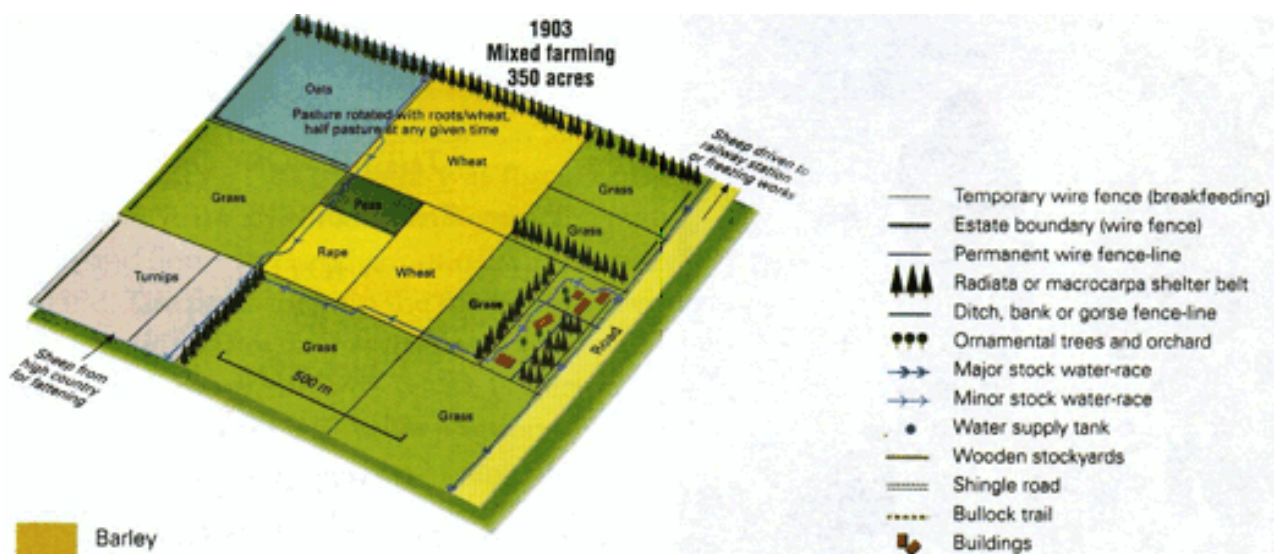 1903
Mixed farming
350 acres
Oats
Pasture rotated with roots/wheat,
half pasture at any given time
Wheat
Grass
Grass
Grass
Peas
Rape
Wheat
Turnips
Grass
Grass
Grass
500 m
Road
Sheep driven to
railway station
or freezing works
Sheep from
high country
for fattening
Temporary wire fence (breakfeeding)
Estate boundary (wire fence)
Permanent wire fence-line
Radiata or macrocarpa shelter belt
Ditch, bank or gorse fence-line
Ornamental trees and orchard
Major stock water-race
Minor stock water-race
Water supply tank
Wooden stockyards
Shingle road
Bullock trail
Buildings
Barley